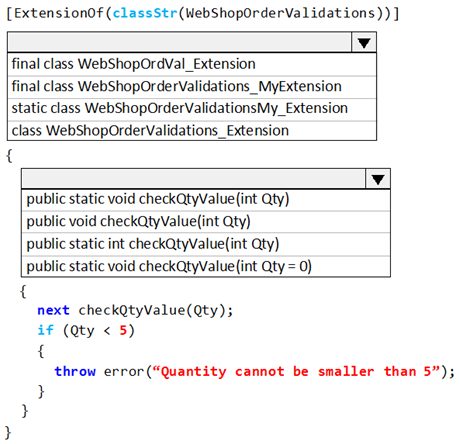 [ExtensionOf(classStr(WebShopOrderValidations))]
final class WebShopOrdVal_Extension
final class WebShopOrderValidations_MyExtension
static class WebShopOrderValidationsMy_Extension
class WebShopOrderValidations_Extension
{
public static void checkQtyValue(int Qty)
public void checkQtyValue(int Qty)
public static int checkQtyValue(int Qty)
public static void checkQtyValue(int Qty = 0)
{
next checkQtyValue(Qty);
if (Qty < 5)
{
throw error(“Quantity cannot be smaller than 5”);
}
}
}